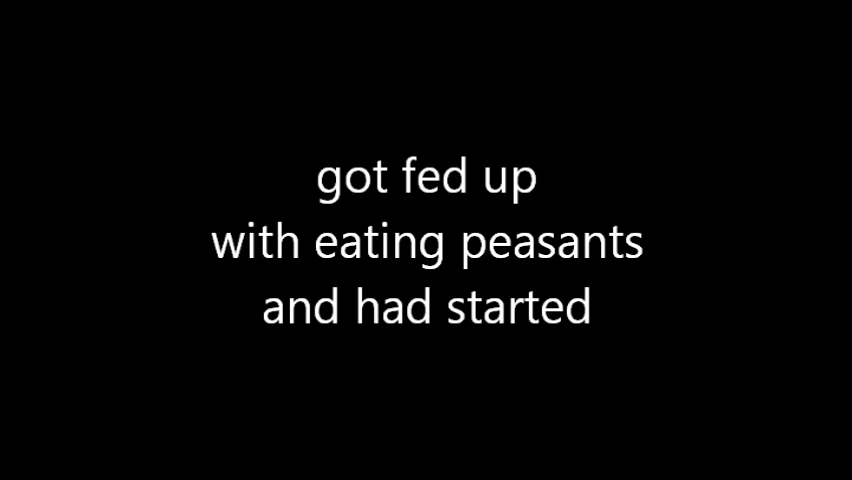 got fed up
with eating peasants
and had started